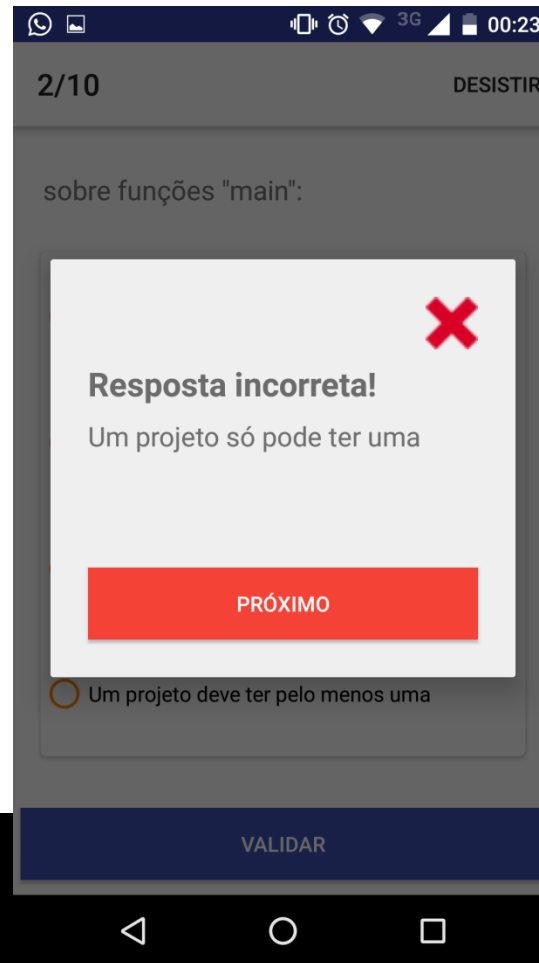 3G 00:23
2/10 DESISTIR
sobre funções "main":
Resposta incorreta!
Um projeto só pode ter uma
PRÓXIMO
Um projeto deve ter pelo menos uma
VALIDAR